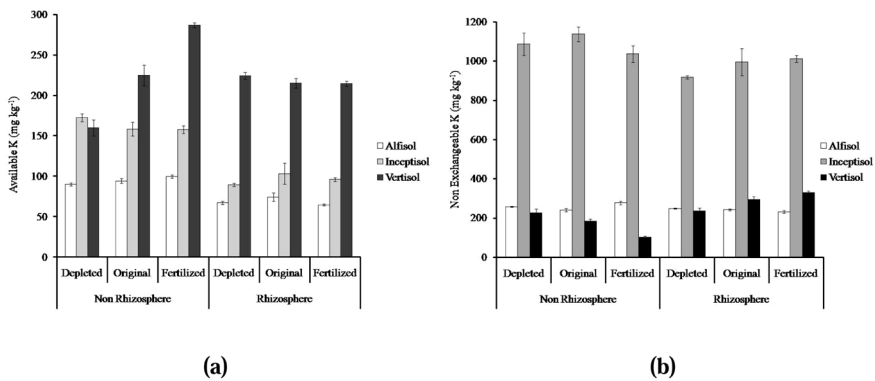 300
250
200
150
100
50
0
Available K (mg kg⁻¹)
Alfisol
Inceptisol
Vertisol
Depleted Original Fertilized Depleted Original Fertilized
Non Rhizosphere Rhizosphere
(a)
1200
1000
800
600
400
200
0
Non Exchangeable K (mg kg⁻¹)
Alfisol
Inceptisol
Vertisol
Depleted Original Fertilized Depleted Original Fertilized
Non Rhizosphere Rhizosphere
(b)